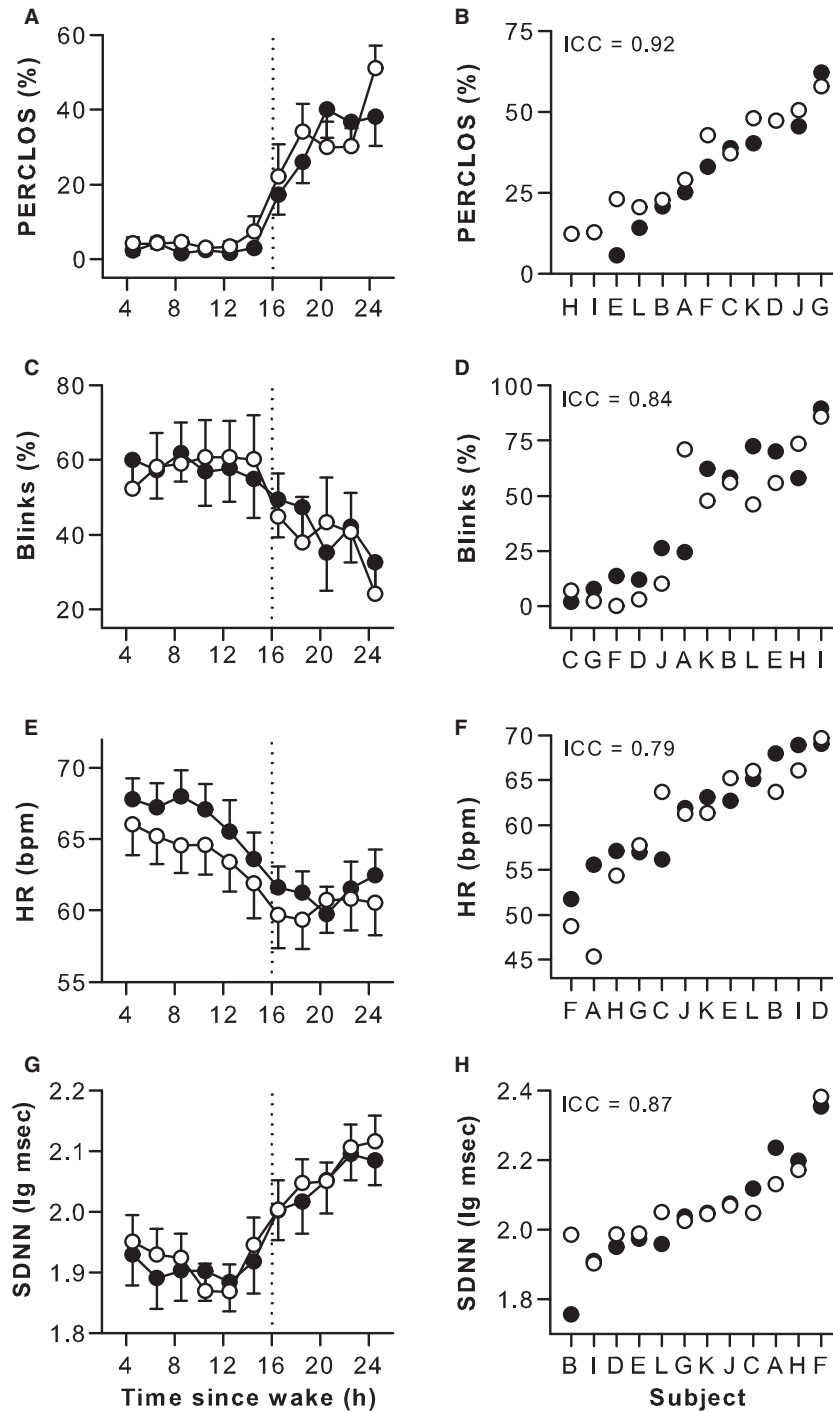 A
PERCLOS (%)
60
40
20
0
4 8 12 16 20 24
B
PERCLOS (%)
ICC = 0.92
75
50
25
0
H I E L B A F C K D J G
C
Blinks (%)
80
60
40
20
4 8 12 16 20 24
D
Blinks (%)
ICC = 0.84
100
75
50
25
0
C G F D J A K B L E H I
E
HR (bpm)
70
65
60
55
4 8 12 16 20 24
F
HR (bpm)
ICC = 0.79
70
65
60
55
50
45
F A H G C J K E L B I D
G
SDNN (lg msec)
2.2
2.1
2.0
1.9
1.8
4 8 12 16 20 24
Time since wake (h)
H
SDNN (lg msec)
ICC = 0.87
2.4
2.2
2.0
1.8
B I D E L G K J C A H F
Subject